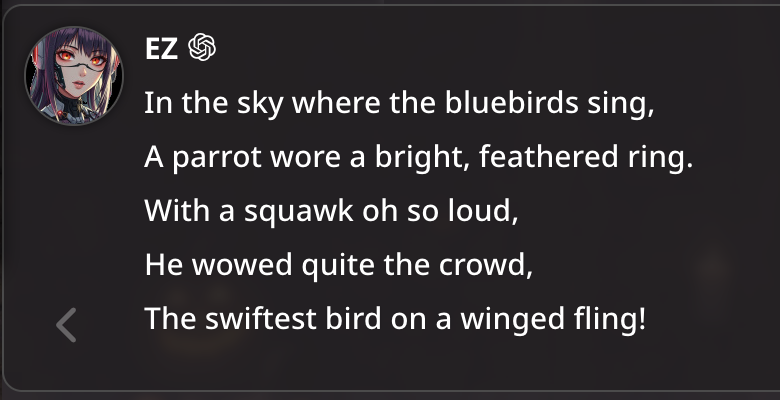 EZ
In the sky where the bluebirds sing,
A parrot wore a bright, feathered ring.
With a squawk oh so loud,
He wowed quite the crowd,
The swiftest bird on a winged fling!